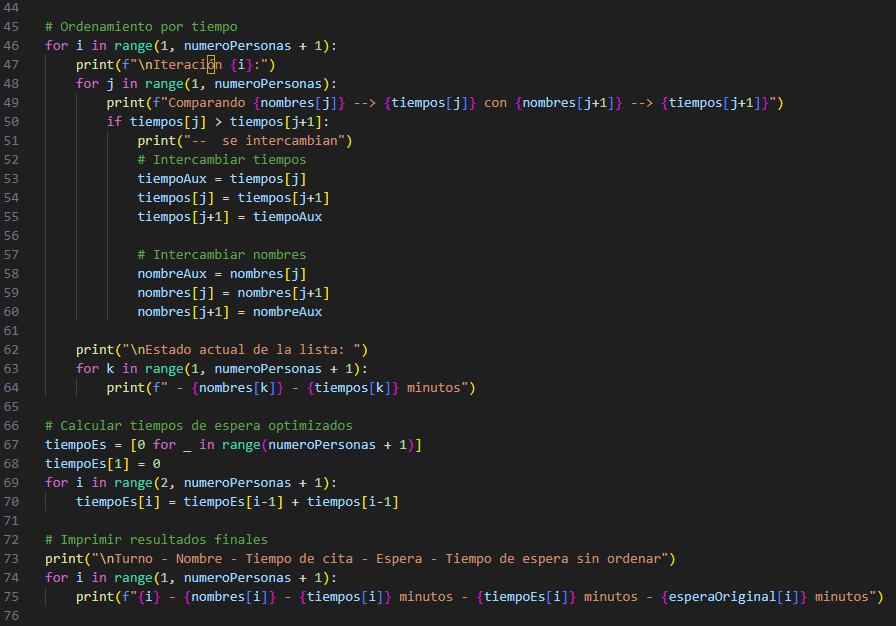 44
45 # Ordenamiento por tiempo
46 for i in range(1, numeroPersonas + 1):
47     print(f"\nIteración {i}:")
48     for j in range(1, numeroPersonas):
49         print(f"Comparando {nombres[j]} --> {tiempos[j]} con {nombres[j+1]} --> {tiempos[j+1]}")
50         if tiempos[j] > tiempos[j+1]:
51             print("--  se intercambian")
52             # Intercambiar tiempos
53             tiempoAux = tiempos[j]
54             tiempos[j] = tiempos[j+1]
55             tiempos[j+1] = tiempoAux
56
57             # Intercambiar nombres
58             nombreAux = nombres[j]
59             nombres[j] = nombres[j+1]
60             nombres[j+1] = nombreAux
61
62     print("\nEstado actual de la lista: ")
63     for k in range(1, numeroPersonas + 1):
64         print(f" - {nombres[k]} - {tiempos[k]} minutos")
65
66 # Calcular tiempos de espera optimizados
67 tiempoEs = [0 for _ in range(numeroPersonas + 1)]
68 tiempoEs[1] = 0
69 for i in range(2, numeroPersonas + 1):
70     tiempoEs[i] = tiempoEs[i-1] + tiempos[i-1]
71
72 # Imprimir resultados finales
73 print("\nTurno - Nombre - Tiempo de cita - Espera - Tiempo de espera sin ordenar")
74 for i in range(1, numeroPersonas + 1):
75     print(f"{i} - {nombres[i]} - {tiempos[i]} minutos - {tiempoEs[i]} minutos - {esperaOriginal[i]} minutos")
76